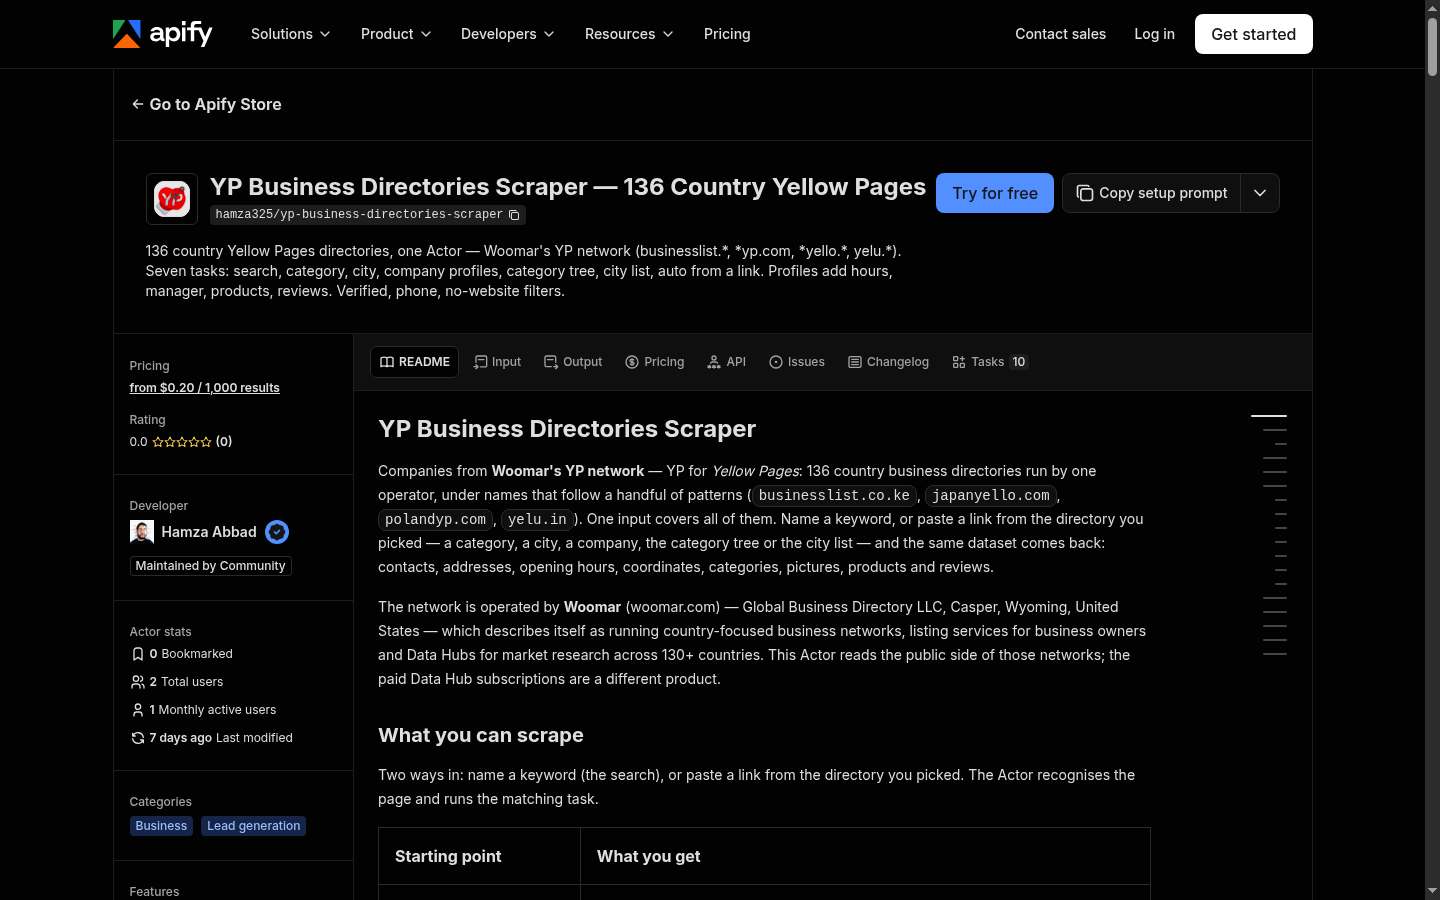 apify
Solutions
Product
Developers
Resources
Pricing
Contact sales
Log in
Get started
Go to Apify Store
YP
YP Business Directories Scraper — 136 Country Yellow Pages
hamza325/yp-business-directories-scraper
Try for free
Copy setup prompt
136 country Yellow Pages directories, one Actor — Woomar's YP network (businesslist.*, *yp.com, *yello.*, yelu.*).
Seven tasks: search, category, city, company profiles, category tree, city list, auto from a link. Profiles add hours,
manager, products, reviews. Verified, phone, no-website filters.
Pricing
from $0.20 / 1,000 results
Rating
0.0 (0)
Developer
Hamza Abbad
Maintained by Community
Actor stats
0 Bookmarked
2 Total users
1 Monthly active users
7 days ago Last modified
Categories
Business
Lead generation
Features
README
Input
Output
Pricing
API
Issues
Changelog
Tasks 10
YP Business Directories Scraper
Companies from Woomar's YP network — YP for Yellow Pages: 136 country business directories run by one
operator, under names that follow a handful of patterns ( businesslist.co.ke , japanyello.com ,
polandyp.com , yelu.in ). One input covers all of them. Name a keyword, or paste a link from the directory you
picked — a category, a city, a company, the category tree or the city list — and the same dataset comes back:
contacts, addresses, opening hours, coordinates, categories, pictures, products and reviews.
The network is operated by Woomar (woomar.com) — Global Business Directory LLC, Casper, Wyoming, United
States — which describes itself as running country-focused business networks, listing services for business owners
and Data Hubs for market research across 130+ countries. This Actor reads the public side of those networks; the
paid Data Hub subscriptions are a different product.
What you can scrape
Two ways in: name a keyword (the search), or paste a link from the directory you picked. The Actor recognises the
page and runs the matching task.
Starting point
What you get